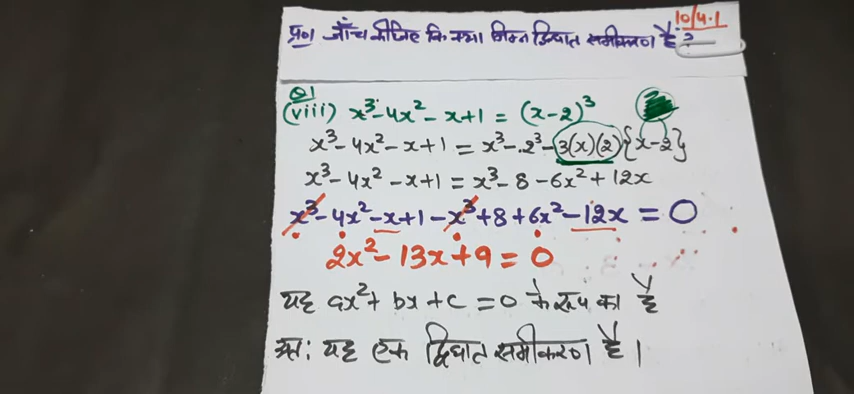 10/4.1
प्रश्न जाँच कीजिए कि क्या निम्न द्विघात समीकरण है ?
Q1
(viii) x³-4x²-x+1 = (x-2)³
x³-4x²-x+1 = x³-2³-3(x)(2){x-2}
x³-4x²-x+1 = x³-8-6x²+12x
x³-4x²-x+1-x³+8+6x²-12x = 0
2x²-13x+9 = 0
यह ax²+bx+c = 0 के रूप का है
अत: यह एक द्विघात समीकरण है।